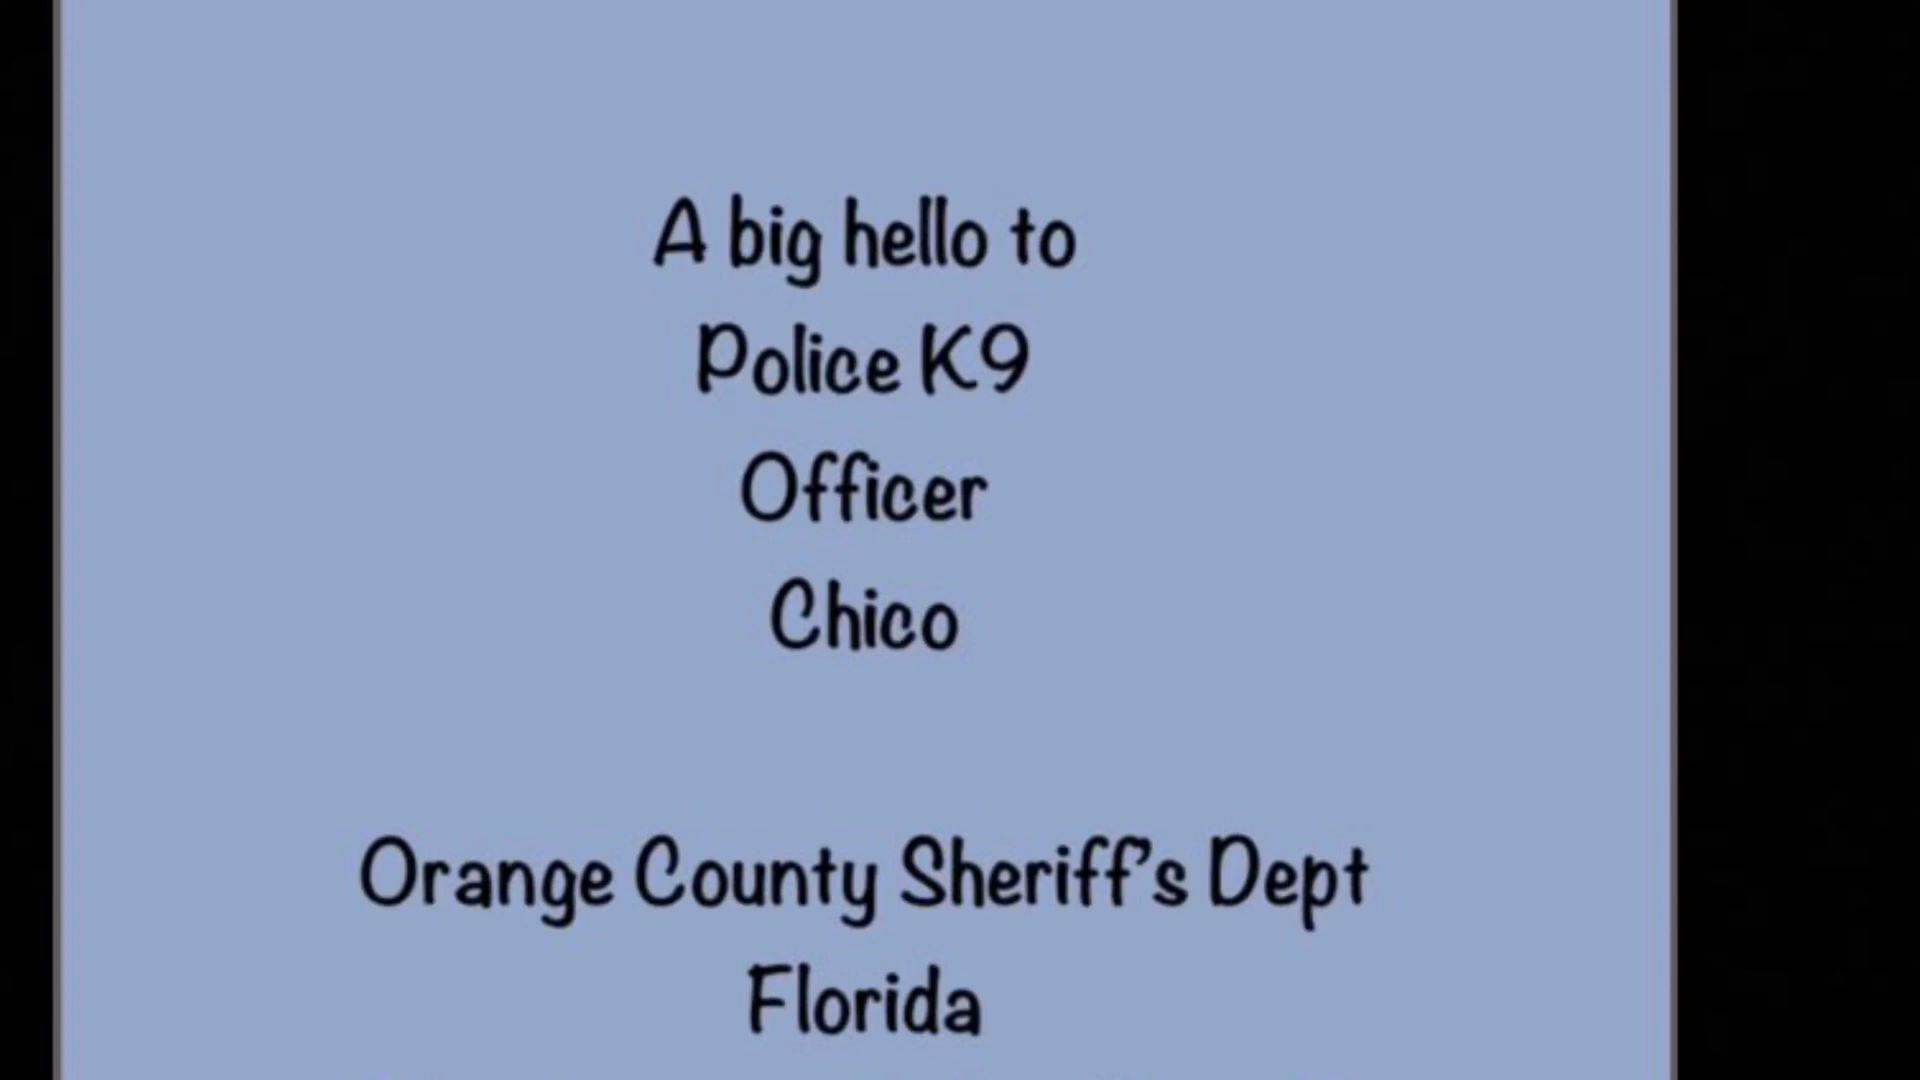 A big hello to
Police K9
Officer
Chico
Orange County Sheriff's Dept
Florida